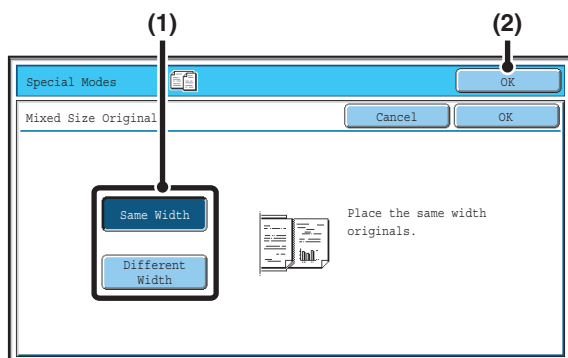 (1)
(2)
Special Modes
OK
Mixed Size Original
Cancel
OK
Same Width
Different
Width
Place the same width
originals.